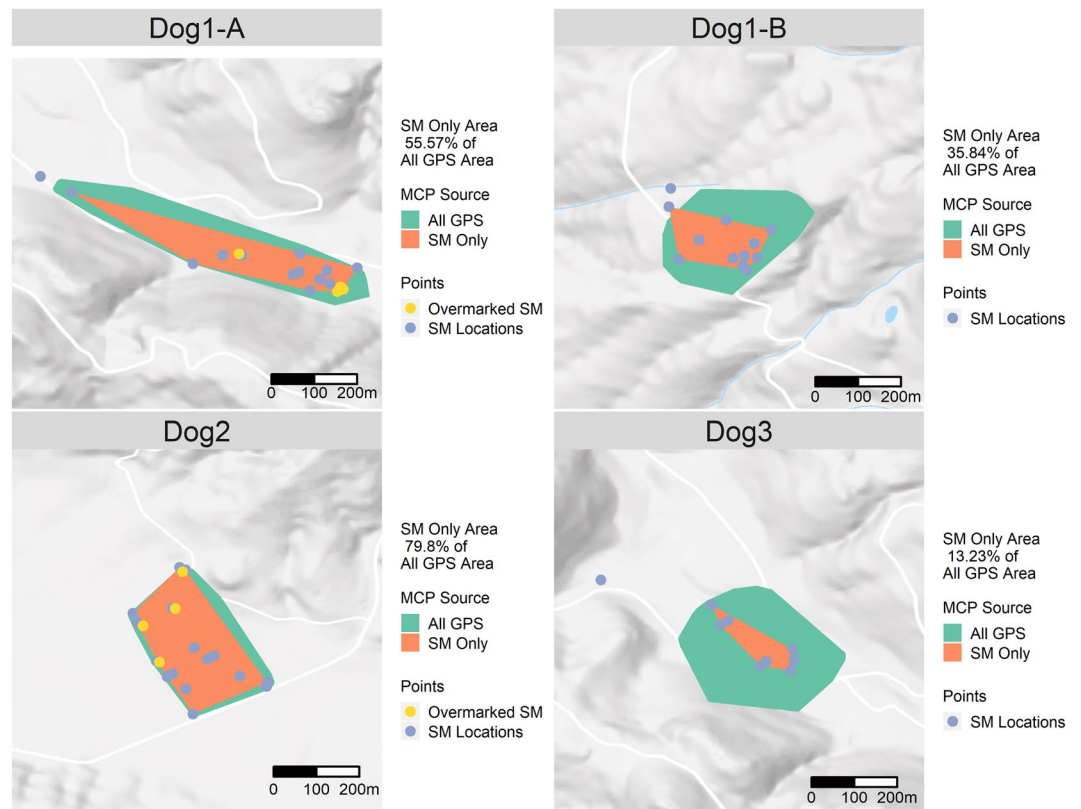 Dog1-A
SM Only Area
55.57% of
All GPS Area
MCP Source
All GPS
SM Only
Points
Overmarked SM
SM Locations
0 100 200m
Dog1-B
SM Only Area
35.84% of
All GPS Area
MCP Source
All GPS
SM Only
Points
SM Locations
0 100 200m
Dog2
SM Only Area
79.8% of
All GPS Area
MCP Source
All GPS
SM Only
Points
Overmarked SM
SM Locations
0 100 200m
Dog3
SM Only Area
13.23% of
All GPS Area
MCP Source
All GPS
SM Only
Points
SM Locations
0 100 200m